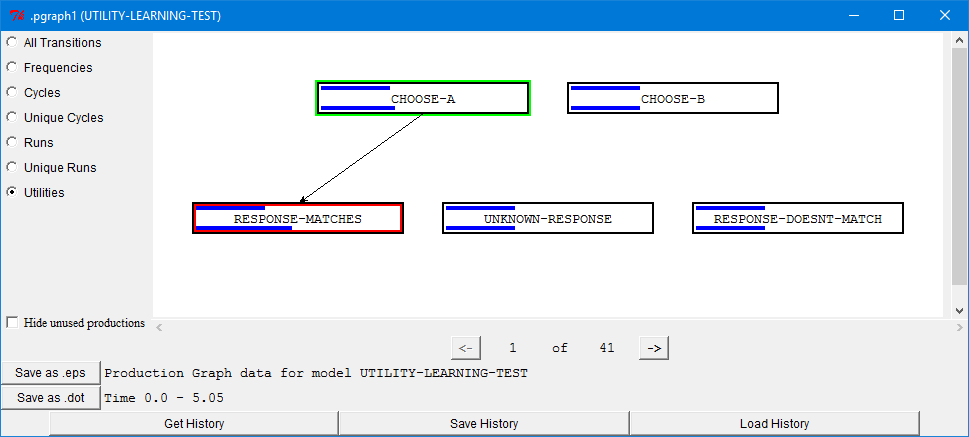 .pgraph1 (UTILITY-LEARNING-TEST)
All Transitions
Frequencies
Cycles
Unique Cycles
Runs
Unique Runs
Utilities
CHOOSE-A
CHOOSE-B
RESPONSE-MATCHES
UNKNOWN-RESPONSE
RESPONSE-DOESNT-MATCH
Hide unused productions
<- 1 of 41 ->
Save as .eps Production Graph data for model UTILITY-LEARNING-TEST
Save as .dot Time 0.0 - 5.05
Get History Save History Load History